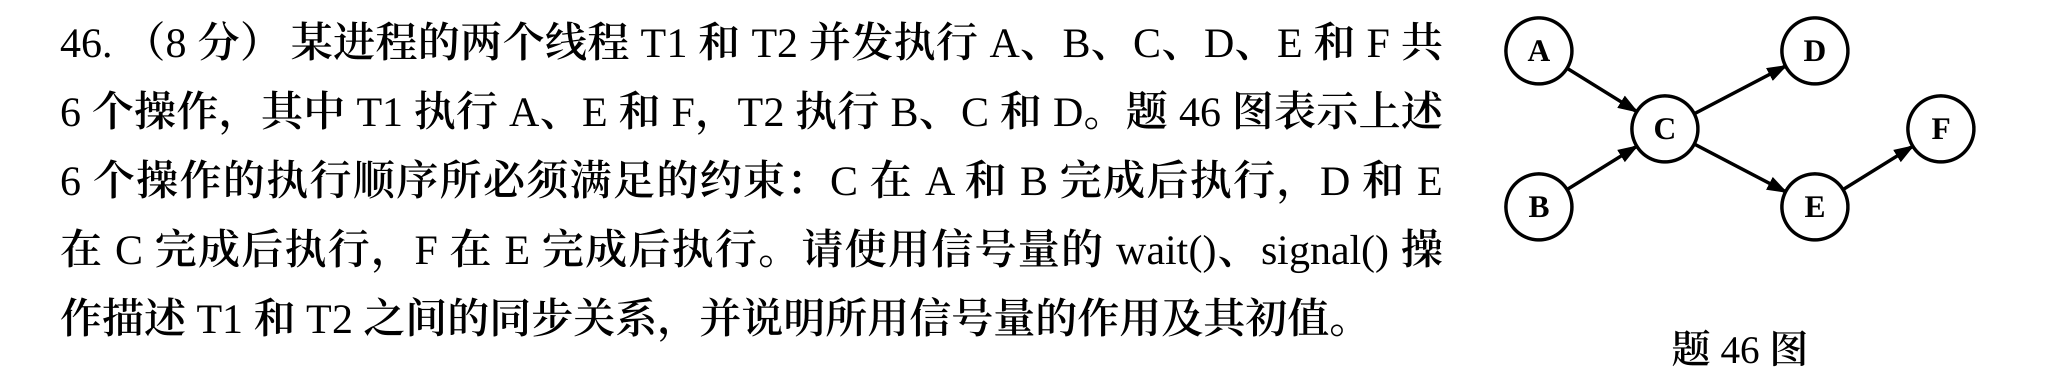 46. （8 分） 某进程的两个线程 T1 和 T2 并发执行 A、B、C、D、E 和 F 共
6 个操作，其中 T1 执行 A、E 和 F，T2 执行 B、C 和 D。题 46 图表示上述
6 个操作的执行顺序所必须满足的约束：C 在 A 和 B 完成后执行，D 和 E
在 C 完成后执行，F 在 E 完成后执行。请使用信号量的 wait()、signal() 操
作描述 T1 和 T2 之间的同步关系，并说明所用信号量的作用及其初值。
A
D
C
F
B
E
题 46 图